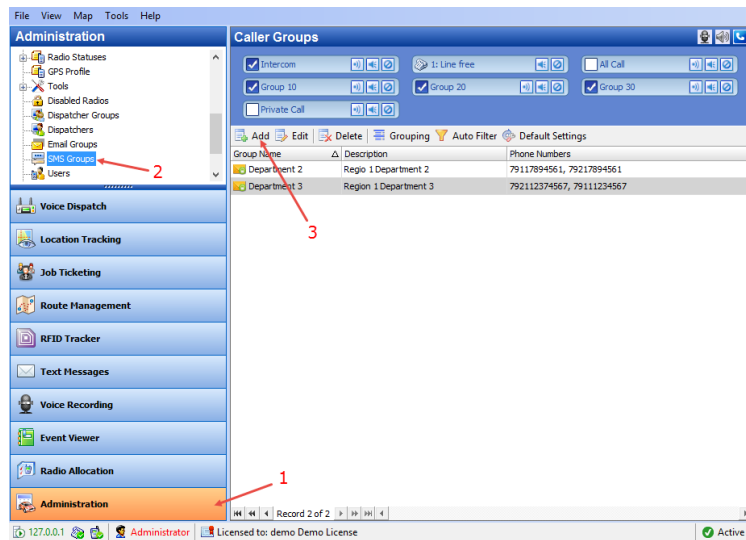 File View Map Tools Help
Administration
Radio Statuses
GPS Profile
Tools
Disabled Radios
Dispatcher Groups
Dispatchers
Email Groups
SMS Groups
Users
2
Voice Dispatch
Location Tracking
Job Ticketing
Route Management
RFID Tracker
Text Messages
Voice Recording
Event Viewer
Radio Allocation
Administration
1
Caller Groups
Intercom
1: Line free
All Call
Group 10
Group 20
Group 30
Private Call
Add Edit Delete Grouping Auto Filter Default Settings
Group Name Description Phone Numbers
Department 2 Regio 1 Department 2 79117894561, 79217894561
Department 3 Region 1 Department 3 792112374567, 79111234567
3
Record 2 of 2
127.0.0.1 Administrator Licensed to: demo Demo License Active